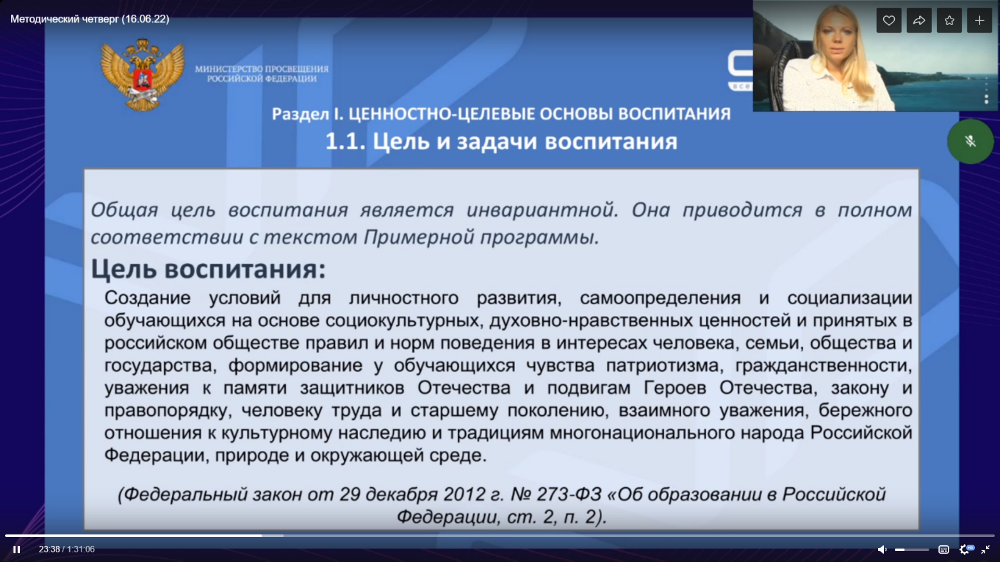 Методический четверг (16.06.22)
МИНИСТЕРСТВО ПРОСВЕЩЕНИЯ
РОССИЙСКОЙ ФЕДЕРАЦИИ
Раздел I. ЦЕННОСТНО-ЦЕЛЕВЫЕ ОСНОВЫ ВОСПИТАНИЯ
1.1. Цель и задачи воспитания
Общая цель воспитания является инвариантной. Она приводится в полном
соответствии с текстом Примерной программы.
Цель воспитания:
Создание условий для личностного развития, самоопределения и социализации
обучающихся на основе социокультурных, духовно-нравственных ценностей и принятых в
российском обществе правил и норм поведения в интересах человека, семьи, общества и
государства, формирование у обучающихся чувства патриотизма, гражданственности,
уважения к памяти защитников Отечества и подвигам Героев Отечества, закону и
правопорядку, человеку труда и старшему поколению, взаимного уважения, бережного
отношения к культурному наследию и традициям многонационального народа Российской
Федерации, природе и окружающей среде.
(Федеральный закон от 29 декабря 2012 г. № 273-ФЗ «Об образовании в Российской
Федерации, ст. 2, п. 2).
23:38 / 1:31:06
HD